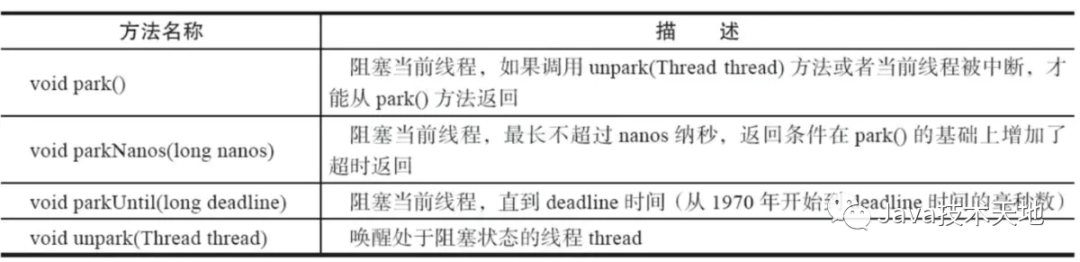 方法名称 描 述
void park() 阻塞当前线程，如果调用 unpark(Thread thread) 方法或者当前线程被中断，才
能从 park() 方法返回
void parkNanos(long nanos) 阻塞当前线程，最长不超过 nanos 纳秒，返回条件在 park() 的基础上增加了
超时返回
void parkUntil(long deadline) 阻塞当前线程，直到 deadline 时间（从 1970 年开始到 deadline 时间的毫秒数）
void unpark(Thread thread) 唤醒处于阻塞状态的线程 thread
Java技术天地